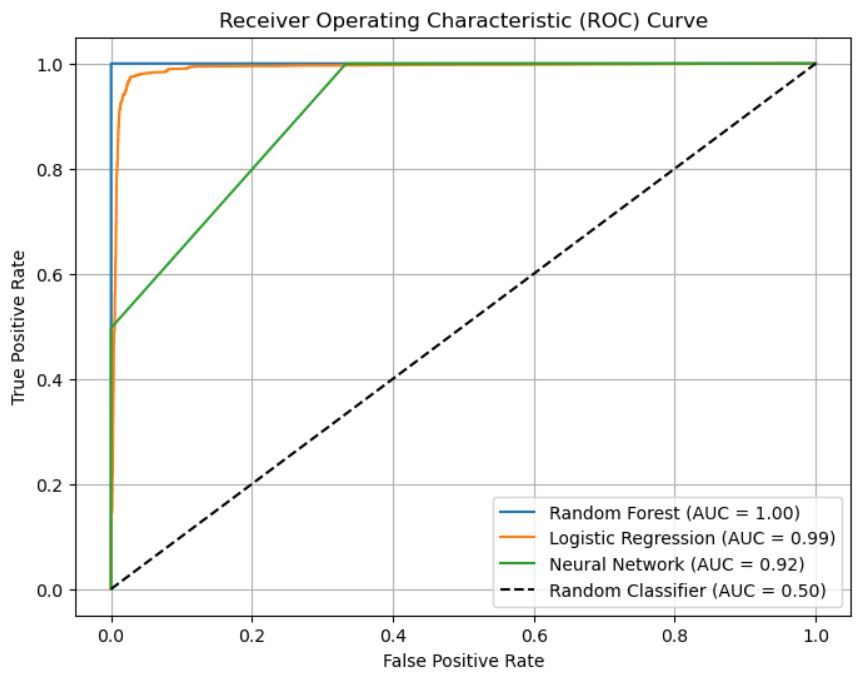 Receiver Operating Characteristic (ROC) Curve
True Positive Rate
1.0
0.8
0.6
0.4
0.2
0.0
Random Forest (AUC = 1.00)
Logistic Regression (AUC = 0.99)
Neural Network (AUC = 0.92)
Random Classifier (AUC = 0.50)
0.0 0.2 0.4 0.6 0.8 1.0
False Positive Rate